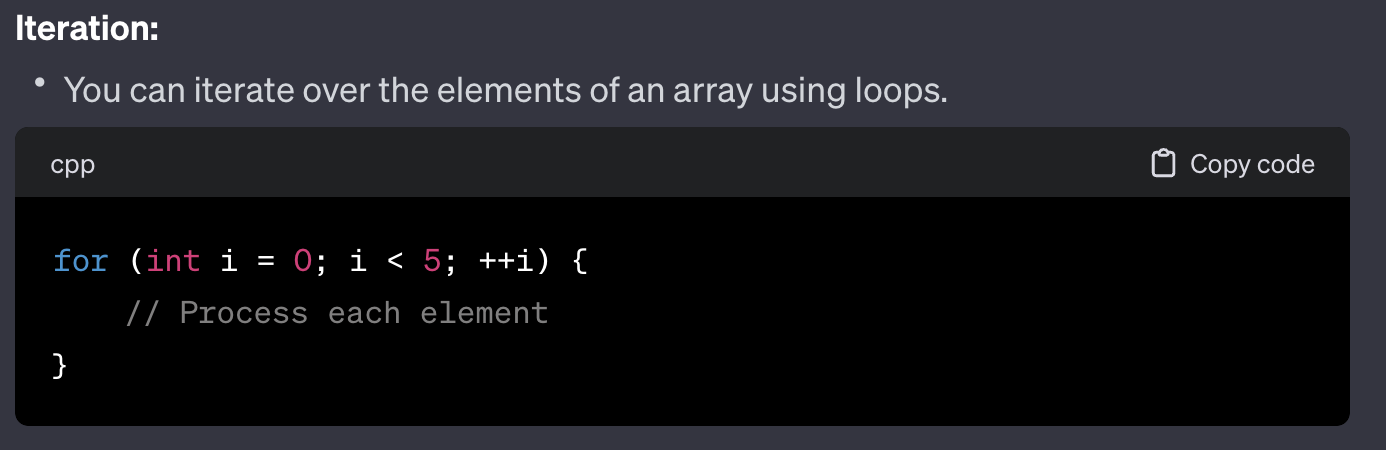 Iteration:
• You can iterate over the elements of an array using loops.
cpp Copy code
for (int i = 0; i < 5; ++i) {
    // Process each element
}